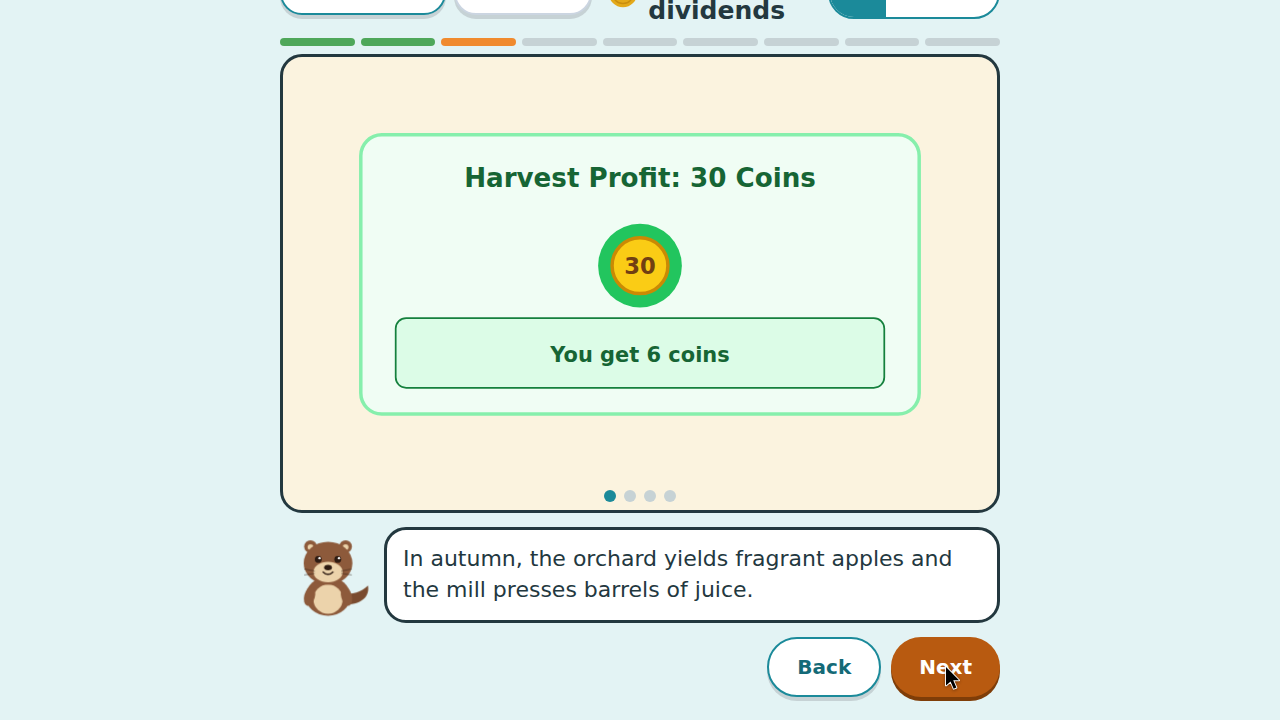 dividends
Harvest Profit: 30 Coins
30
You get 6 coins
In autumn, the orchard yields fragrant apples and
the mill presses barrels of juice.
Back
Next